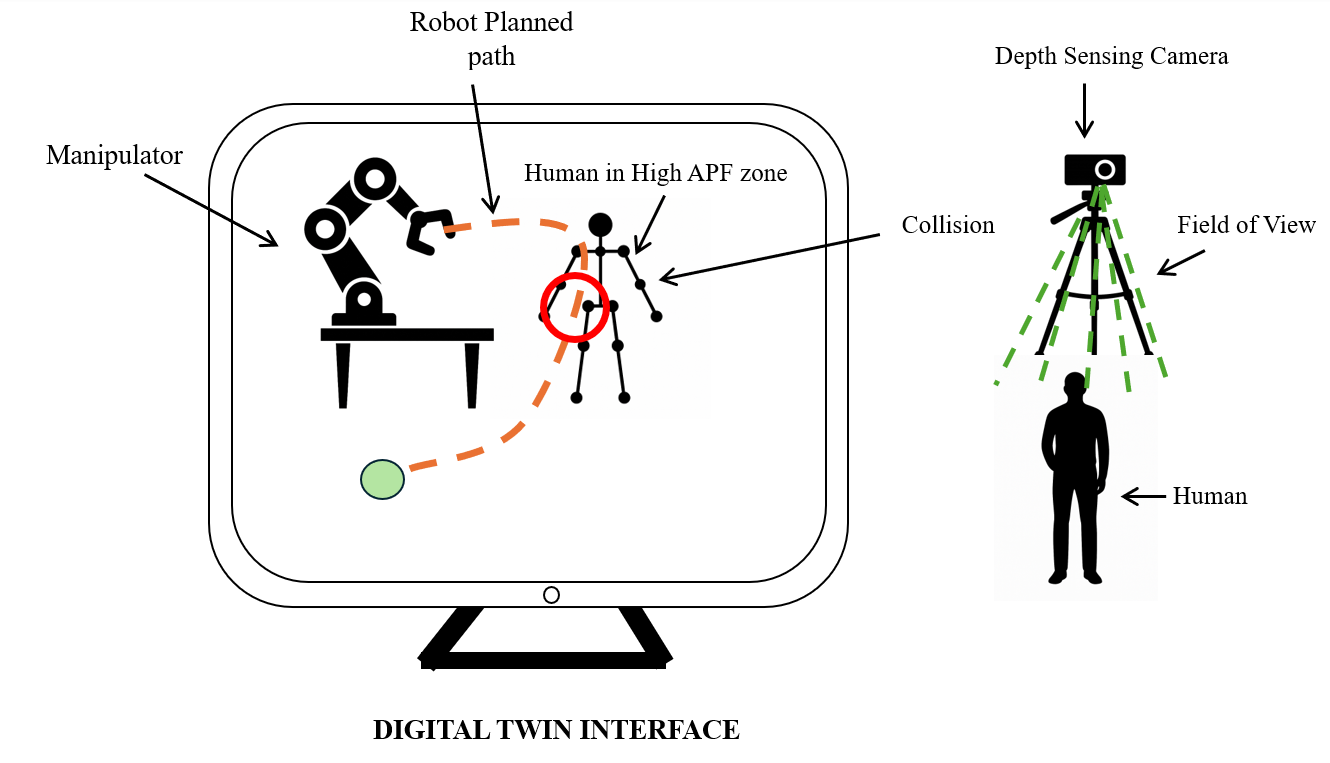 Robot Planned
path
Depth Sensing Camera
Manipulator
Human in High APF zone
Collision
Field of View
Human
DIGITAL TWIN INTERFACE